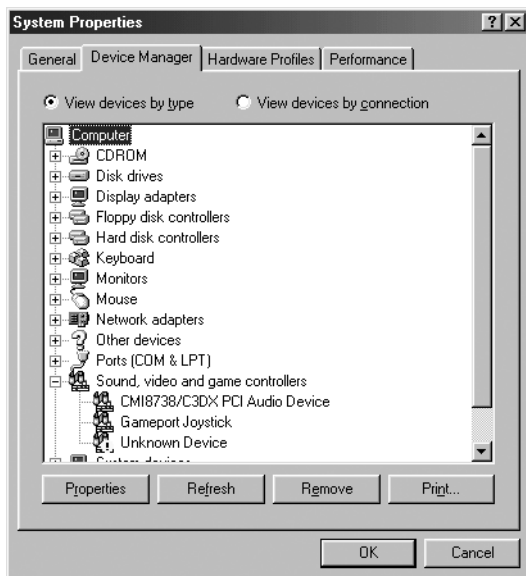 System Properties
General Device Manager Hardware Profiles Performance
View devices by type View devices by connection
Computer
CDROM
Disk drives
Display adapters
Floppy disk controllers
Hard disk controllers
Keyboard
Monitors
Mouse
Network adapters
Other devices
Ports (COM & LPT)
Sound, video and game controllers
CMI8738/C3DX PCI Audio Device
Gameport Joystick
Unknown Device
System devices
Properties Refresh Remove Print...
OK Cancel